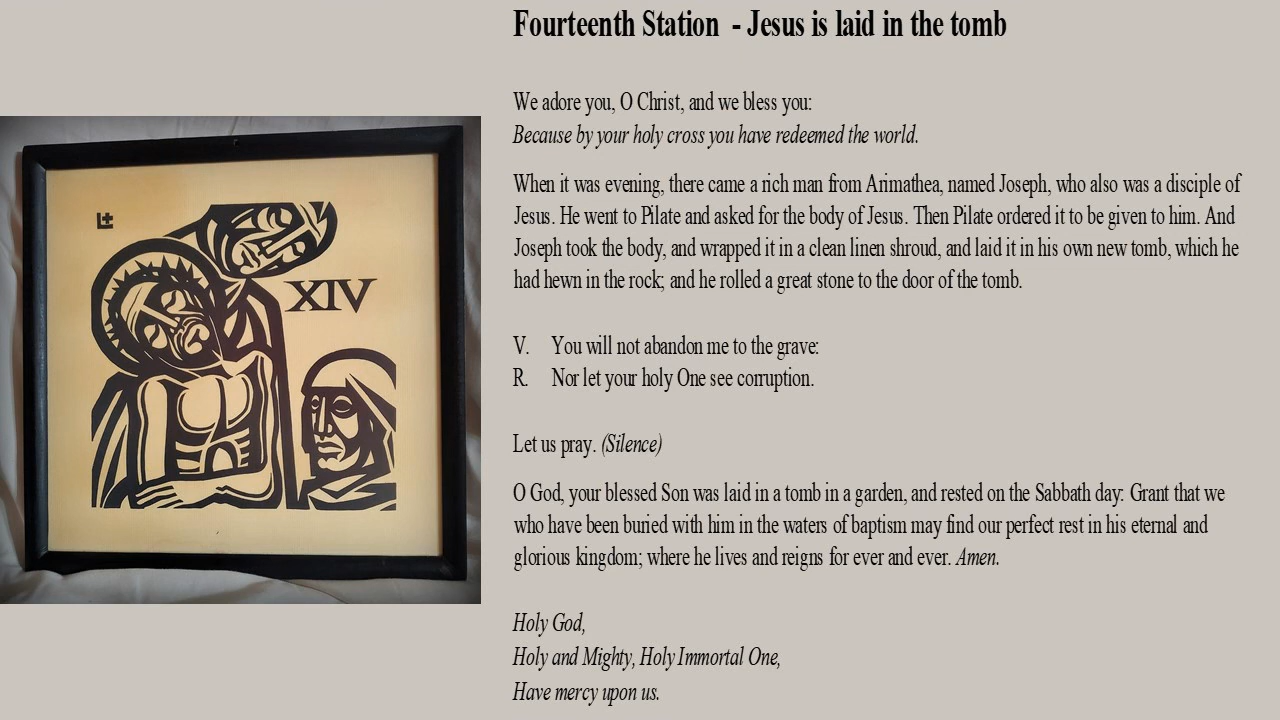 Fourteenth Station - Jesus is laid in the tomb
We adore you, O Christ, and we bless you:
Because by your holy cross you have redeemed the world.
When it was evening, there came a rich man from Arimathea, named Joseph, who also was a disciple of
Jesus. He went to Pilate and asked for the body of Jesus. Then Pilate ordered it to be given to him. And
Joseph took the body, and wrapped it in a clean linen shroud, and laid it in his own new tomb, which he
had hewn in the rock; and he rolled a great stone to the door of the tomb.
V. You will not abandon me to the grave:
R. Nor let your holy One see corruption.
Let us pray. (Silence)
O God, your blessed Son was laid in a tomb in a garden, and rested on the Sabbath day: Grant that we
who have been buried with him in the waters of baptism may find our perfect rest in his eternal and
glorious kingdom; where he lives and reigns for ever and ever. Amen.
Holy God,
Holy and Mighty, Holy Immortal One,
Have mercy upon us.
XIV